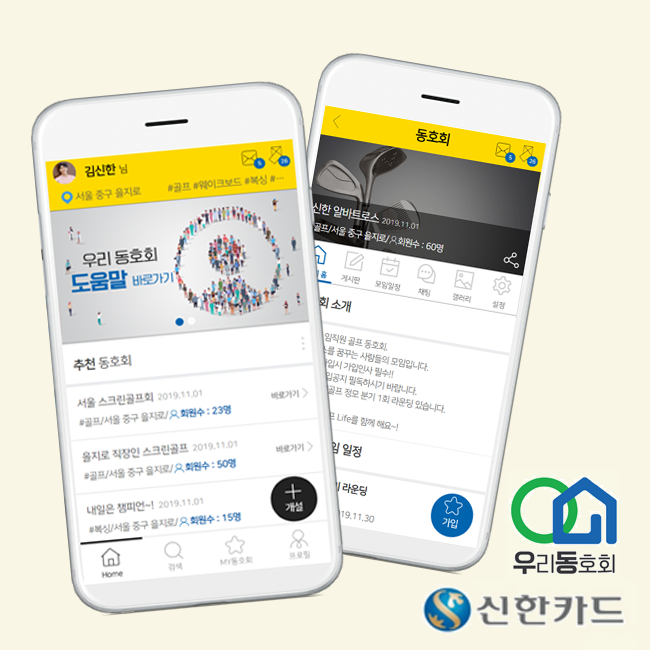 김신한 님
5
26
서울 중구 을지로
#골프 #웨이크보드 #복싱 #···
우리 동호회
도움말 바로가기
추천 동호회
서울 스크린골프회 2019.11.01
바로가기
#골프/서울 중구 을지로/회원수 : 23명
을지로 직장인 스크린골프 2019.11.01
바로가기
#골프/서울 중구 을지로/회원수 : 50명
내일은 챔피언~! 2019.11.01
#복싱/서울 중구 을지로/회원수 : 15명
개설
Home
검색
MY동호회
프로필
동호회
5
26
신한 알바트로스 2019.11.01
골프/서울 중구 을지로/회원수 : 60명
홈
게시판
모임일정
채팅
갤러리
설정
회 소개
임직원 골프 동호회.
를 꿈꾸는 사람들의 모임입니다.
가입시 가입인사 필수!!
입공지 필독하시기 바랍니다.
골프 정모 분기 1회 라운딩 있습니다.
Life를 함께 해요~!
임 일정
라운딩
019.11.30
가입
우리동호회
신한카드